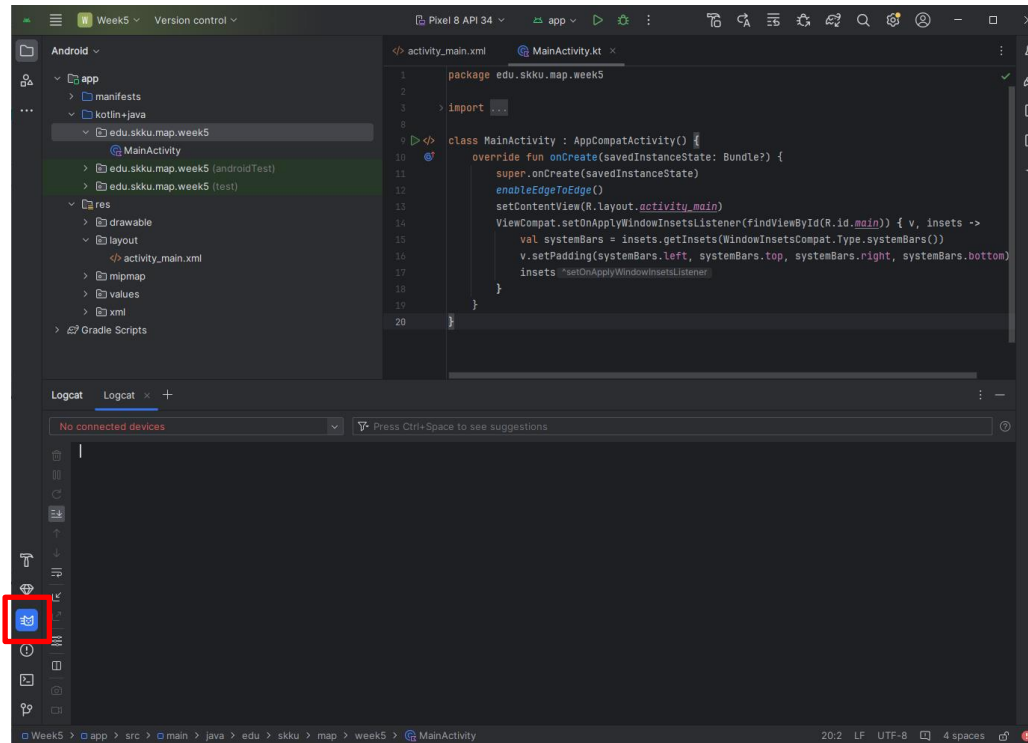 W Week5 Version control Pixel 8 API 34 app
Android
app
manifests
kotlin+java
edu.skku.map.week5
MainActivity
edu.skku.map.week5 (androidTest)
edu.skku.map.week5 (test)
res
drawable
layout
activity_main.xml
mipmap
values
xml
Gradle Scripts
activity_main.xml MainActivity.kt
1 package edu.skku.map.week5
2
3 import ...
8
9 class MainActivity : AppCompatActivity() {
10 override fun onCreate(savedInstanceState: Bundle?) {
11 super.onCreate(savedInstanceState)
12 enableEdgeToEdge()
13 setContentView(R.layout.activity_main)
14 ViewCompat.setOnApplyWindowInsetsListener(findViewById(R.id.main)) { v, insets ->
15 val systemBars = insets.getInsets(WindowInsetsCompat.Type.systemBars())
16 v.setPadding(systemBars.left, systemBars.top, systemBars.right, systemBars.bottom)
17 insets ^setOnApplyWindowInsetsListener
18 }
19 }
20 }
Logcat Logcat
No connected devices Press Ctrl+Space to see suggestions
Week5 > app > src > main > java > edu > skku > map > week5 > MainActivity 20:2 LF UTF-8 4 spaces